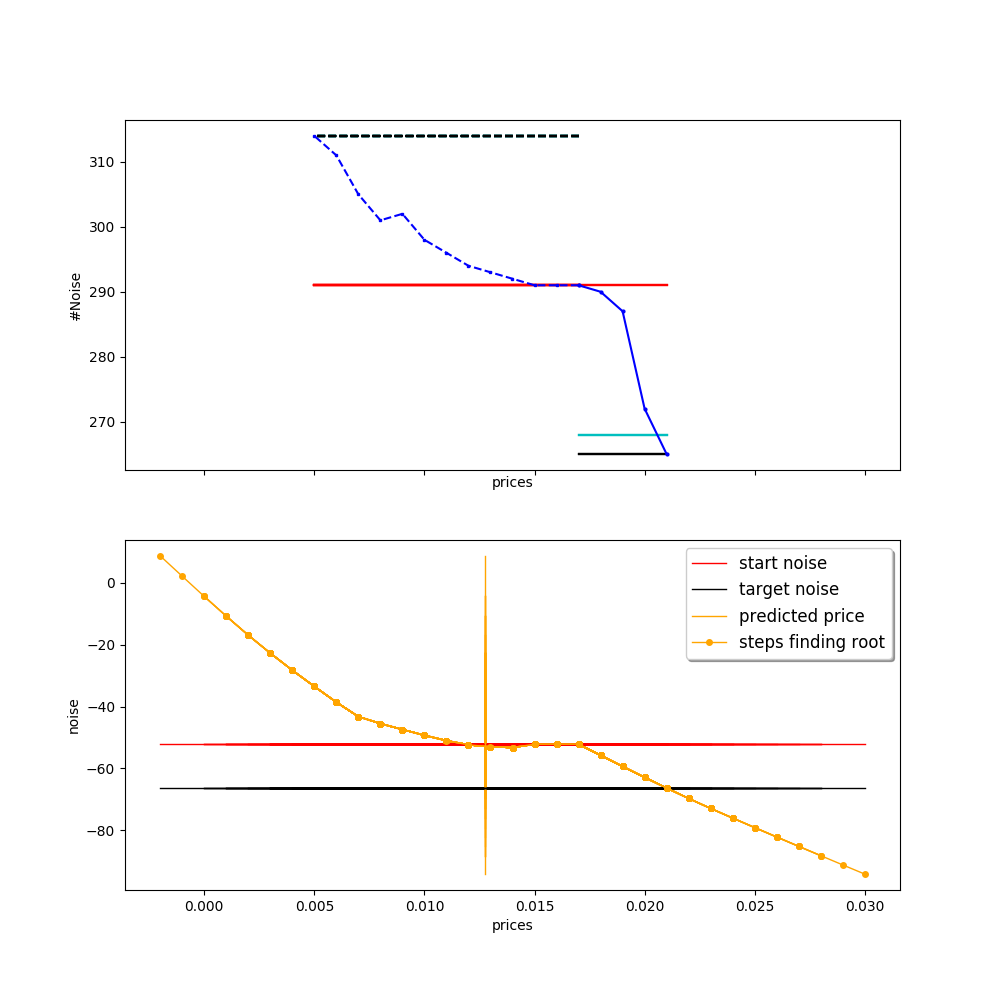 310
300
290
280
270
#Noise
prices
0
−20
−40
−60
−80
noise
start noise
target noise
predicted price
steps finding root
0.000 0.005 0.010 0.015 0.020 0.025 0.030
prices